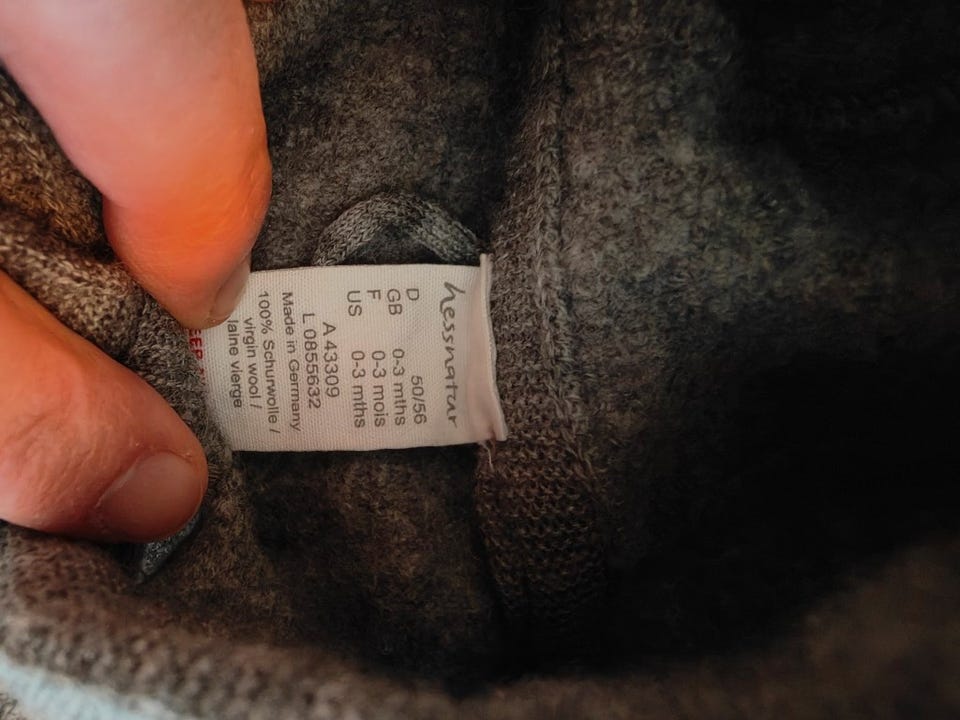 hessnatur
D 50/56
GB 0-3 mths
F 0-3 mois
US 0-3 mths
A 43309
L 0855632
Made in Germany
100% Schurwolle /
virgin wool /
laine vierge